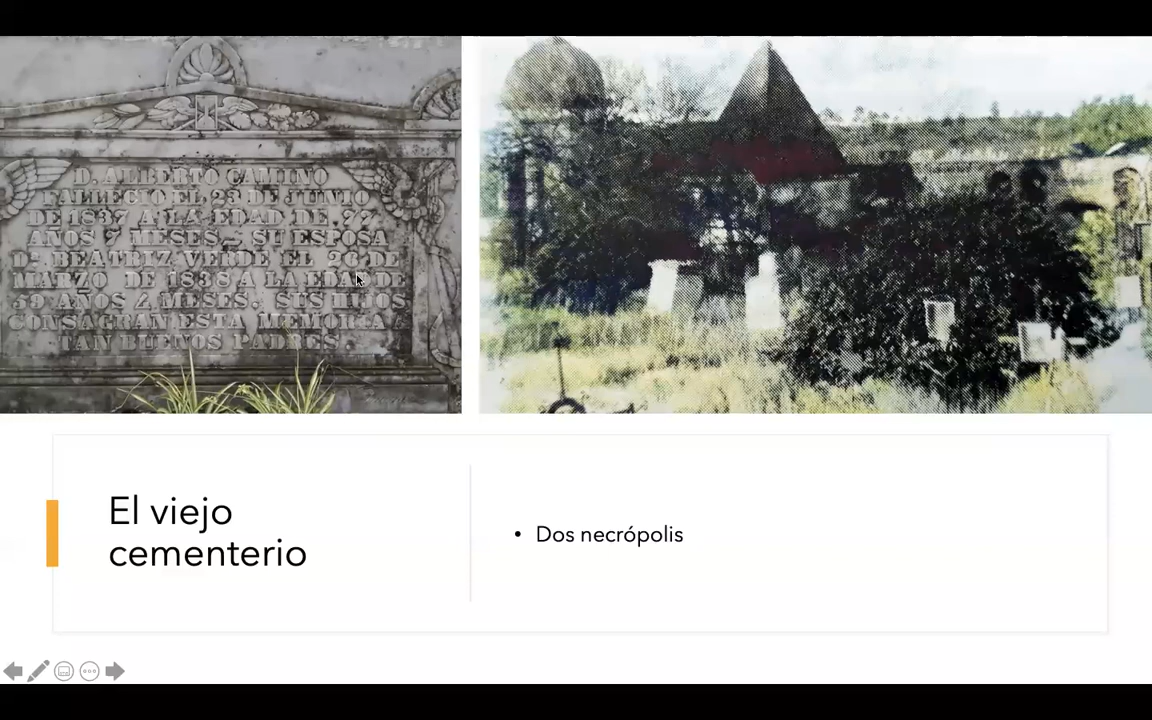 D. ALBERTO CAMINO
FALLECIO EL 23 DE JUNIO
DE 1837 A LA EDAD DE 77
AÑOS 7 MESES. SU ESPOSA
Dª. BEATRIZ VERDE EL 26 DE
MARZO DE 1838 A LA EDAD DE
59 AÑOS 4 MESES. SUS HIJOS
CONSAGRAN ESTA MEMORIA A
TAN BUENOS PADRES.
El viejo
cementerio
• Dos necrópolis